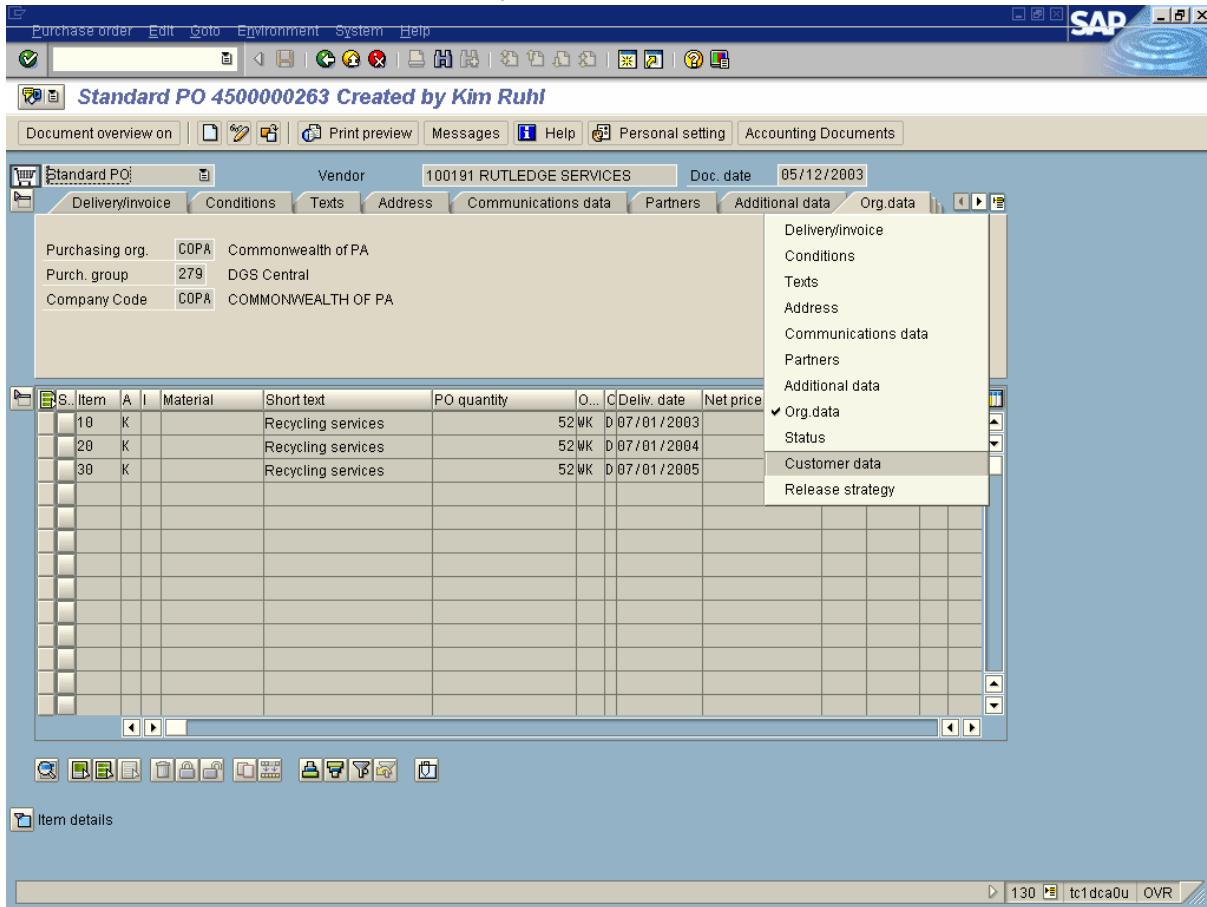 SAP
Purchase order Edit Goto Environment System Help
Standard PO 4500000263 Created by Kim Ruhl
Document overview on Print preview Messages Help Personal setting Accounting Documents
Standard PO Vendor 100191 RUTLEDGE SERVICES Doc. date 05/12/2003
Delivery/invoice Conditions Texts Address Communications data Partners Additional data Org.data
Purchasing org. COPA Commonwealth of PA
Purch. group 279 DGS Central
Company Code COPA COMMONWEALTH OF PA
Delivery/invoice
Conditions
Texts
Address
Communications data
Partners
Additional data
Org.data
Status
Customer data
Release strategy
S.. Item A I Material Short text PO quantity O... C Deliv. date Net price
10 K Recycling services 52 WK D 07/01/2003
20 K Recycling services 52 WK D 07/01/2004
30 K Recycling services 52 WK D 07/01/2005
Item details
130 tc1dca0u OVR